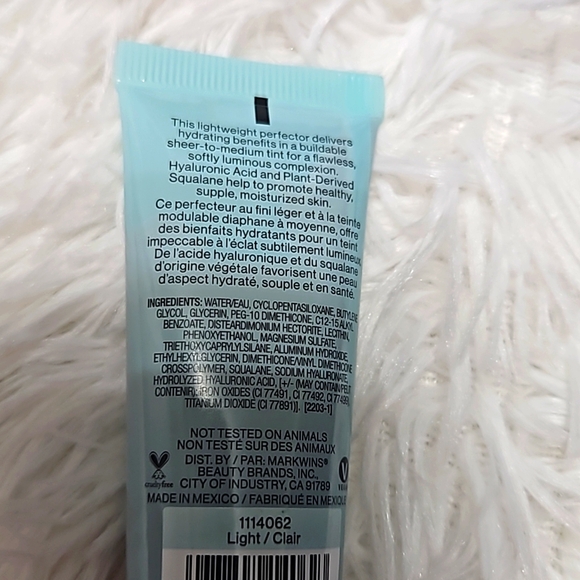 This lightweight perfector delivers
hydrating benefits in a buildable
sheer-to-medium tint for a flawless,
softly luminous complexion.
Hyaluronic Acid and Plant-Derived
Squalane help to promote healthy,
supple, moisturized skin.
Ce perfecteur au fini léger et à la teinte
modulable diaphane à moyenne, offre
des bienfaits hydratants pour un teint
impeccable à l'éclat subtilement lumineux.
De l'acide hyaluronique et du squalane
d'origine végétale favorisent une peau
d'aspect hydraté, souple et en santé.
INGREDIENTS: WATER/EAU, CYCLOPENTASILOXANE, BUTYLENE
GLYCOL, GLYCERIN, PEG-10 DIMETHICONE, C12-15 ALKYL
BENZOATE, DISTEARDIMONIUM HECTORITE, LECITHIN,
PHENOXYETHANOL, MAGNESIUM SULFATE,
TRIETHOXYCAPRYLYLSILANE, ALUMINUM HYDROXIDE,
ETHYLHEXYLGLYCERIN, DIMETHICONE/VINYL DIMETHICONE
CROSSPOLYMER, SQUALANE, SODIUM HYALURONATE,
HYDROLYZED HYALURONIC ACID, [+/- (MAY CONTAIN/PEUT
CONTENIR): IRON OXIDES (CI 77491, CI 77492, CI 77499),
TITANIUM DIOXIDE (CI 77891)]. [2203-1]
NOT TESTED ON ANIMALS
NON TESTÉ SUR DES ANIMAUX
DIST. BY / PAR: MARKWINS®
BEAUTY BRANDS, INC.,
CITY OF INDUSTRY, CA 91789
crueltyfree
MADE IN MEXICO / FABRIQUÉ EN MEXIQUE
1114062
Light / Clair